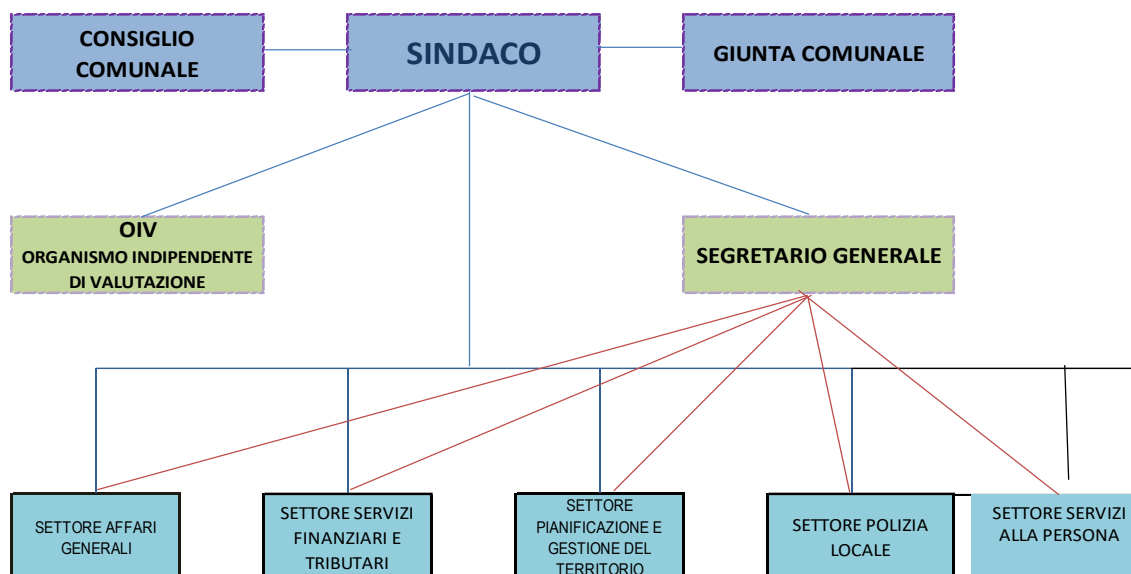 CONSIGLIO
COMUNALE
SINDACO
GIUNTA COMUNALE
OIV
ORGANISMO INDIPENDENTE
DI VALUTAZIONE
SEGRETARIO GENERALE
SETTORE AFFARI
GENERALI
SETTORE SERVIZI
FINANZIARI E
TRIBUTARI
SETTORE
PIANIFICAZIONE E
GESTIONE DEL
TERRITORIO
SETTORE POLIZIA
LOCALE
SETTORE SERVIZI
ALLA PERSONA